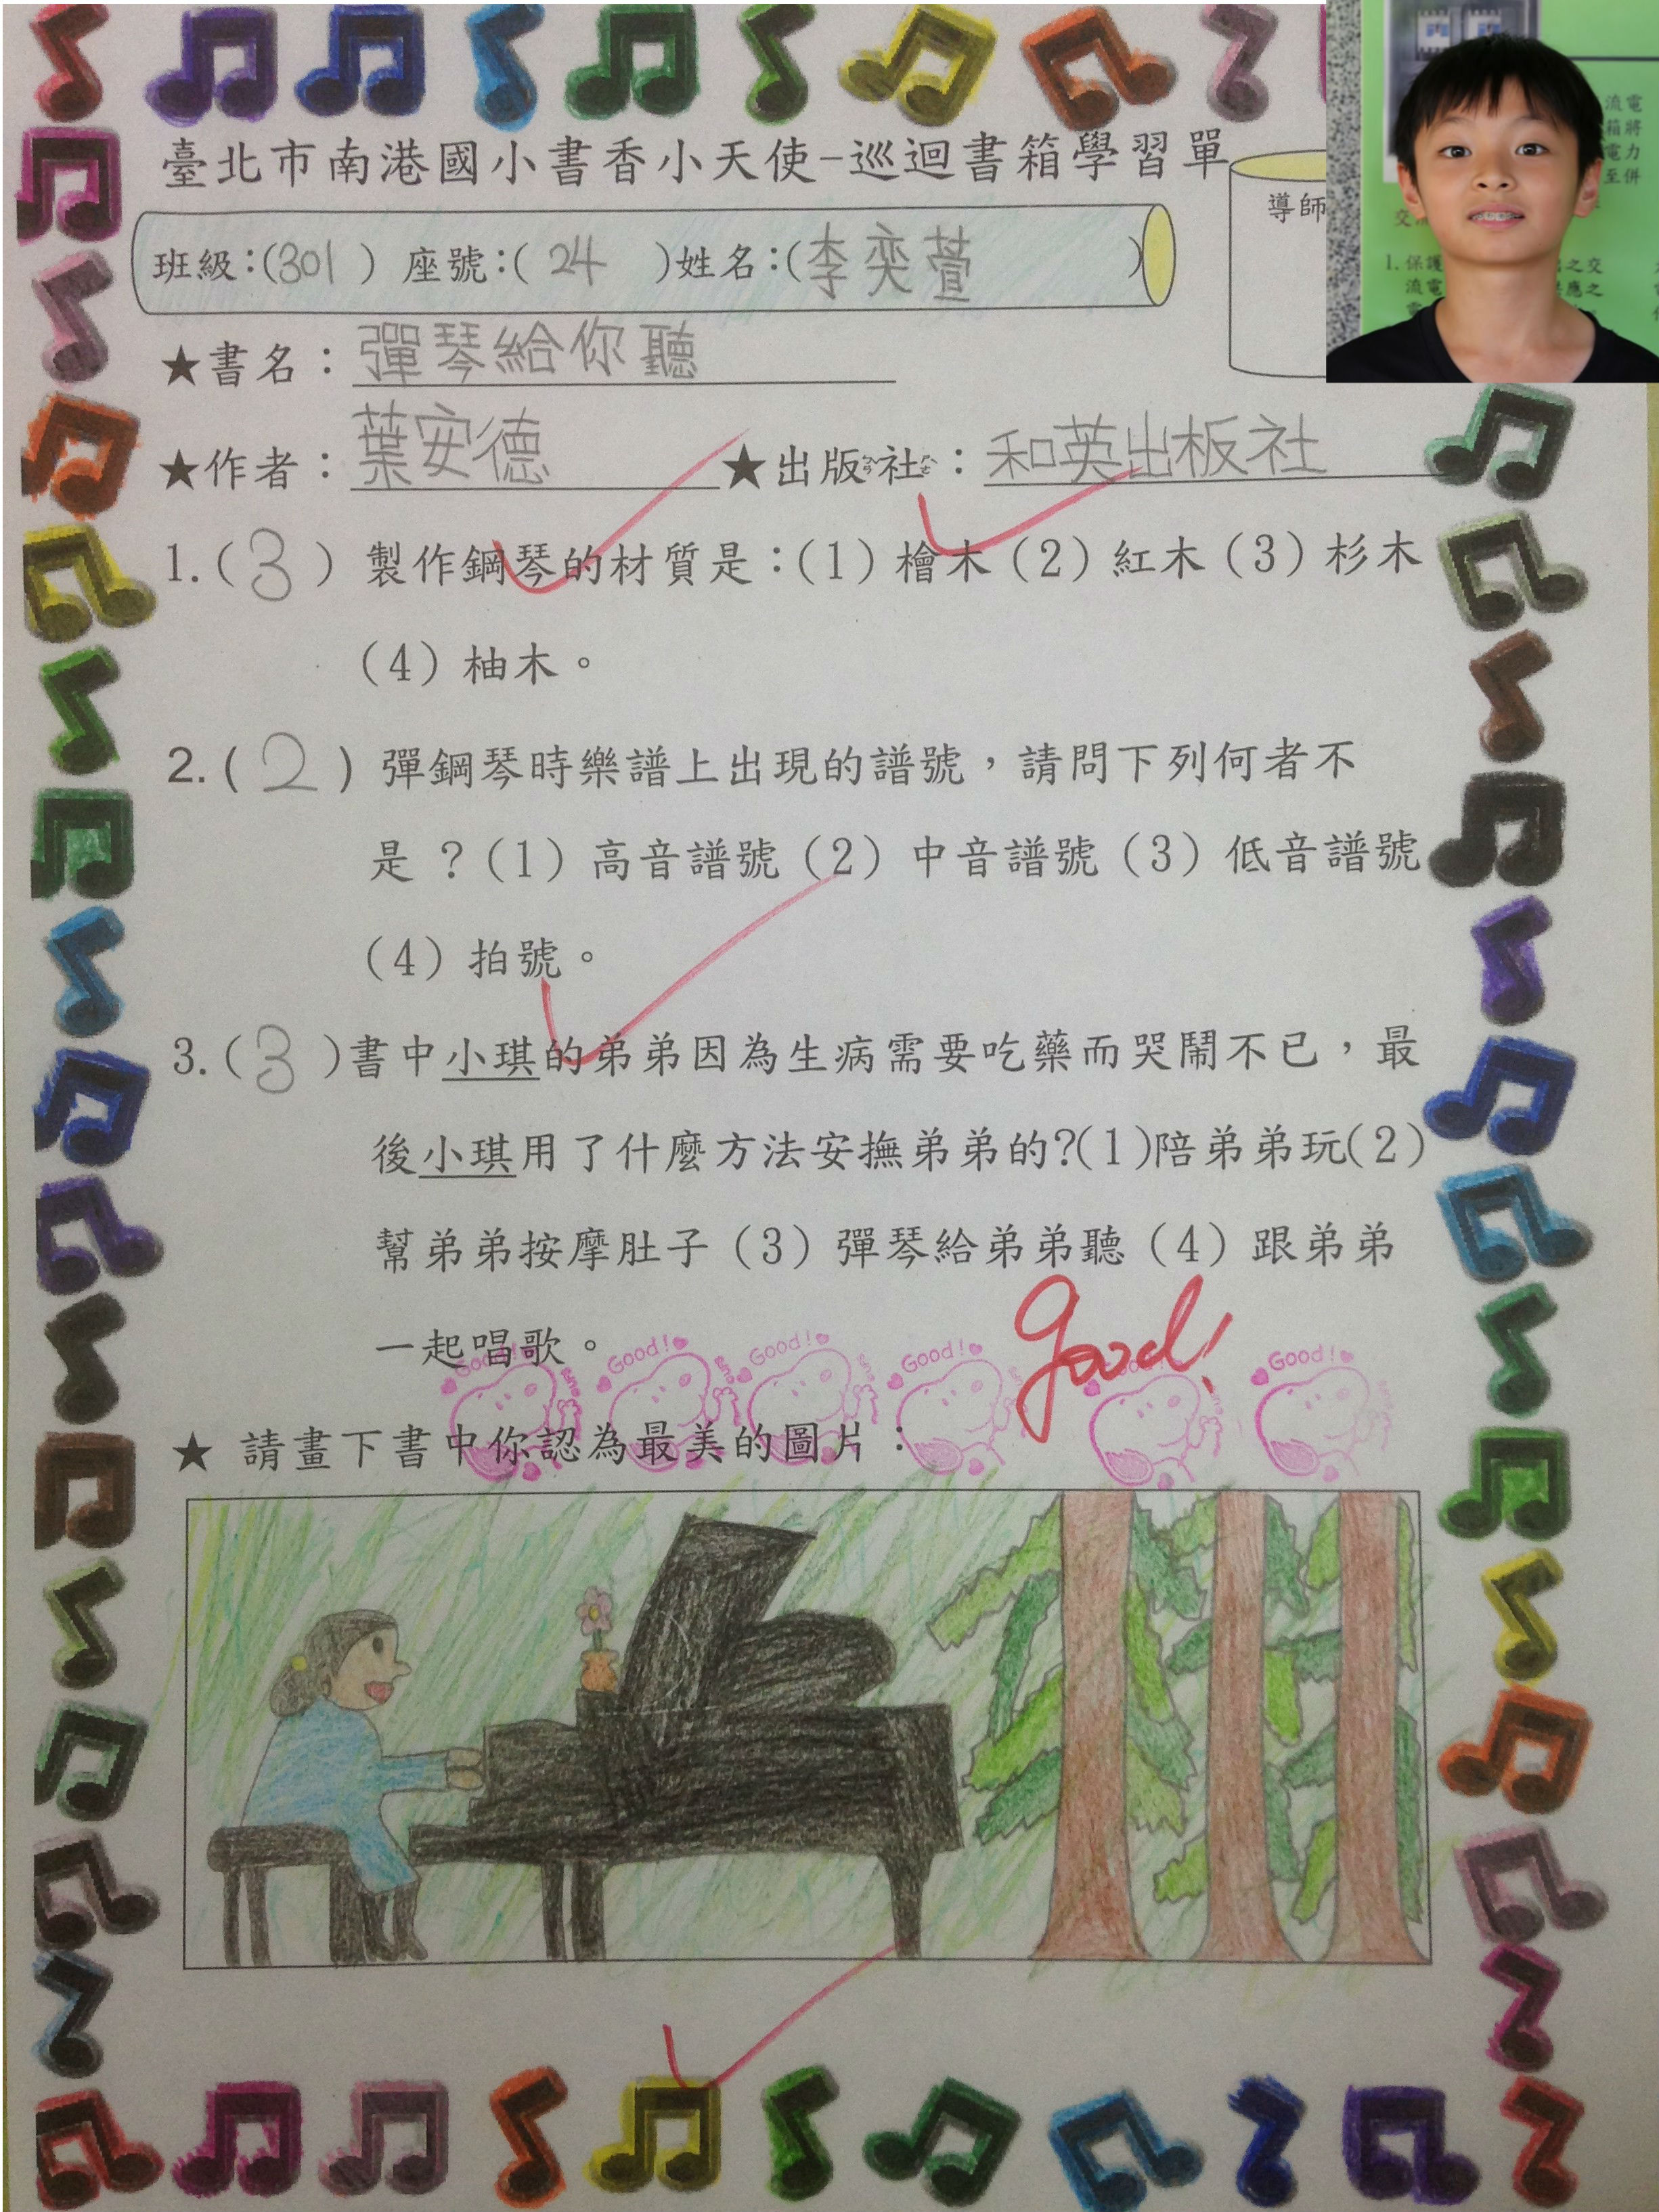 臺北市南港國小書香小天使-巡迴書箱學習單
導師
班級:(301) 座號:(24)姓名:(李奕萱)
★書名:彈琴給你聽
★作者:葉安德 ★出版社:和英出板社
1.(3) 製作鋼琴的材質是:(1) 檜木 (2) 紅木 (3) 杉木
(4) 柚木。
2.(2) 彈鋼琴時樂譜上出現的譜號,請問下列何者不
是?(1) 高音譜號 (2) 中音譜號 (3) 低音譜號
(4) 拍號。
3.(3)書中小琪的弟弟因為生病需要吃藥而哭鬧不已,最
後小琪用了什麼方法安撫弟弟的?(1)陪弟弟玩(2)
幫弟弟按摩肚子 (3) 彈琴給弟弟聽 (4) 跟弟弟
一起唱歌。
Good! Good! Good! Good! Good! Good!
Good!
★ 請畫下書中你認為最美的圖片:
流電
箱將
電力
至併
1.保護
之交
流電
應之